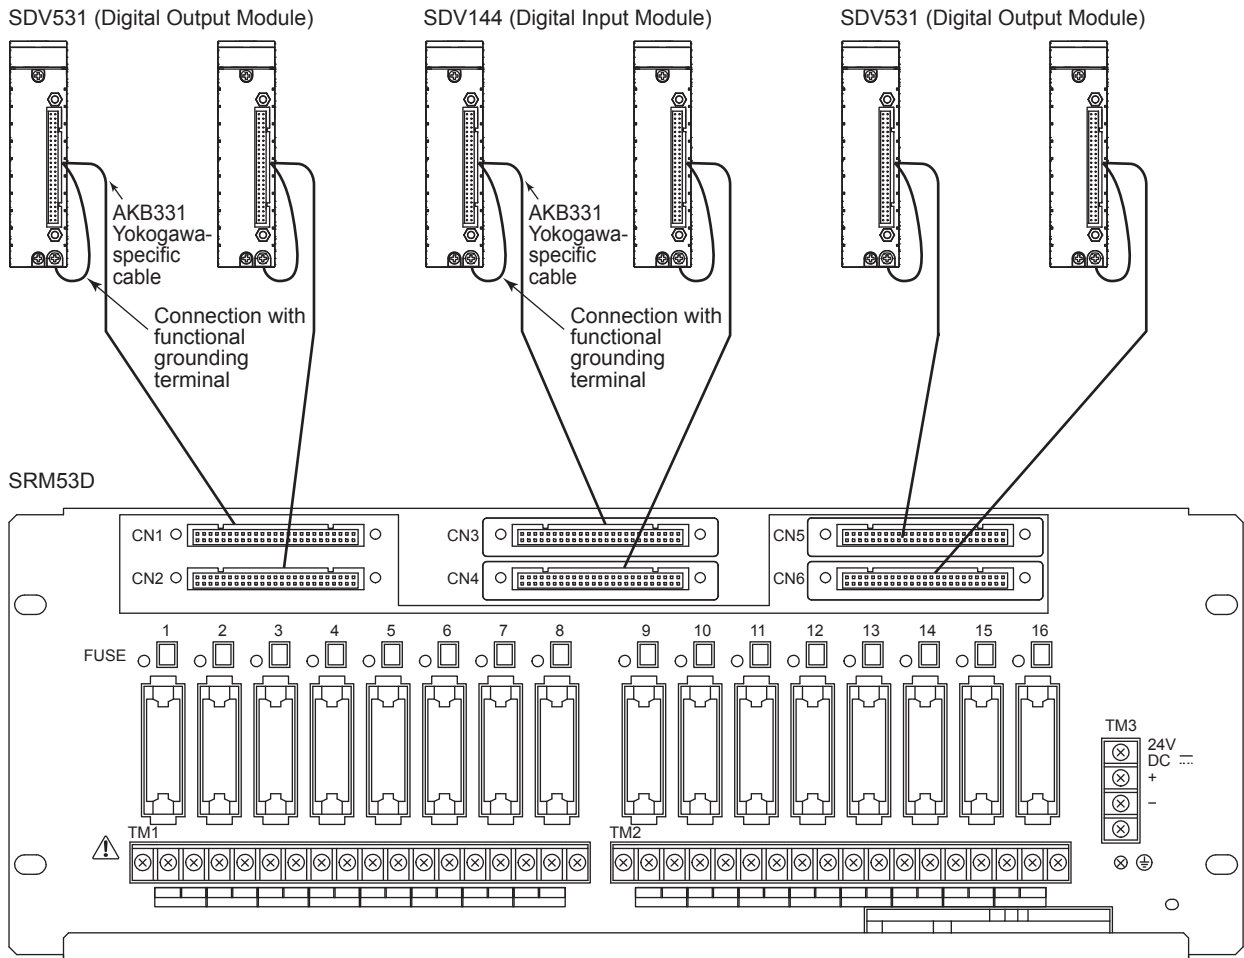 SDV531 (Digital Output Module)
SDV144 (Digital Input Module)
SDV531 (Digital Output Module)
AKB331
Yokogawa-
specific
cable
Connection with
functional
grounding
terminal
AKB331
Yokogawa-
specific
cable
Connection with
functional
grounding
terminal
SRM53D
CN1
CN3
CN5
CN2
CN4
CN6
1 2 3 4 5 6 7 8 9 10 11 12 13 14 15 16
FUSE
TM3
24V
DC
+
−
TM1
TM2